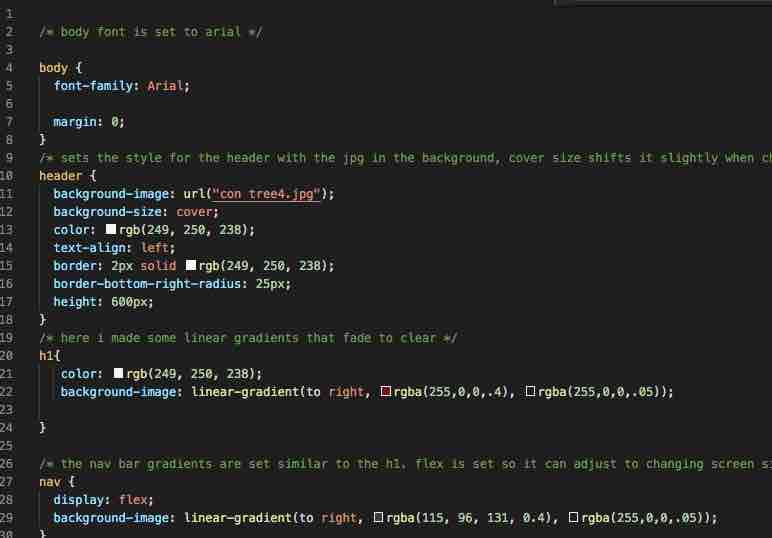 1
2 /* body font is set to arial */
3
4 body {
5 font-family: Arial;
6
7 margin: 0;
8 }
9 /* sets the style for the header with the jpg in the background, cover size shifts it slightly when
10 header {
11 background-image: url("con tree4.jpg");
12 background-size: cover;
13 color: rgb(249, 250, 238);
14 text-align: left;
15 border: 2px solid rgb(249, 250, 238);
16 border-bottom-right-radius: 25px;
17 height: 600px;
18 }
19 /* here i made some linear gradients that fade to clear */
20 h1{
21 color: rgb(249, 250, 238);
22 background-image: linear-gradient(to right, rgba(255,0,0,.4), rgba(255,0,0,.05));
23
24 }
25
26 /* the nav bar gradients are set similar to the h1. flex is set so it can adjust to changing screen
27 nav {
28 display: flex;
29 background-image: linear-gradient(to right, rgba(115, 96, 131, 0.4), rgba(255,0,0,.05));
30 }